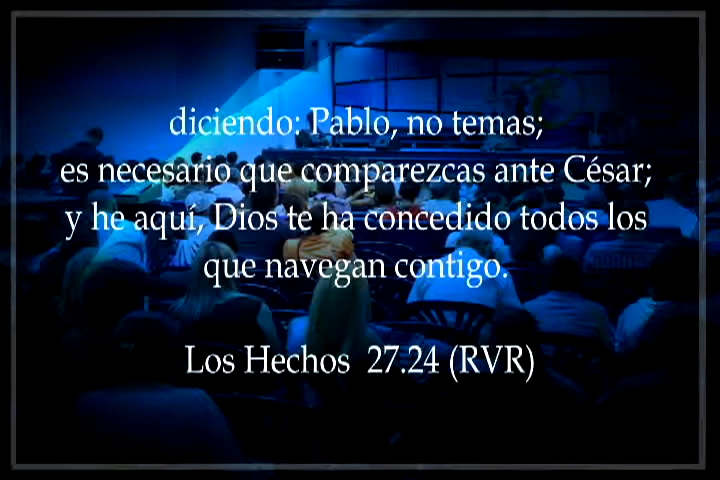 diciendo: Pablo, no temas;
es necesario que comparezcas ante César;
y he aquí, Dios te ha concedido todos los
que navegan contigo.
Los Hechos 27.24 (RVR)